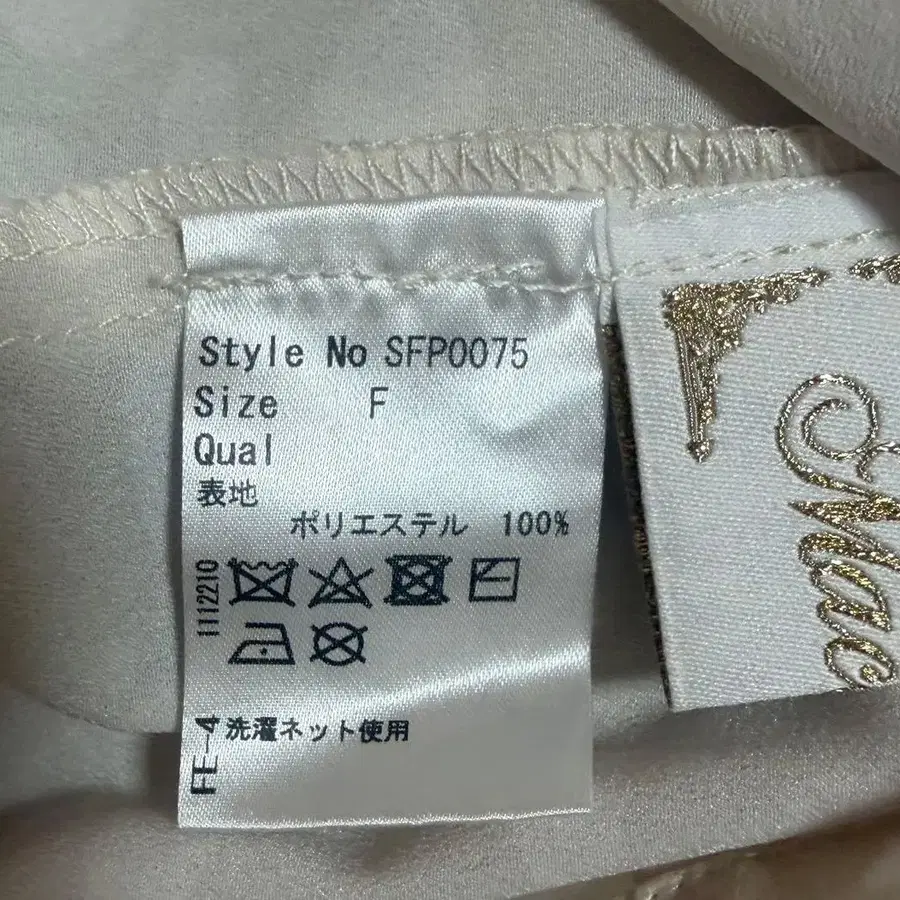 Style No SFP0075
Size F
Qual
表地
ポリエステル 100%
1112210
FE-4
洗濯ネット使用
Mac